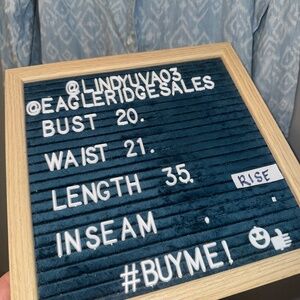 @LINDYUVA03
@EAGLERIDGESALES
BUST 20.
WAIST 21.
LENGTH 35.
RISE
INSEAM .
#BUYME!